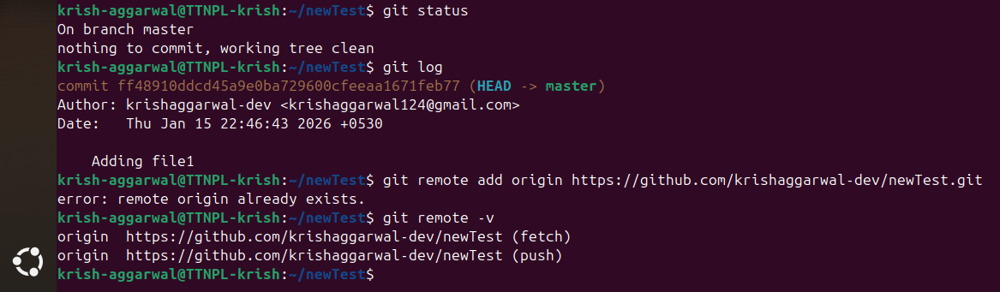 krish-aggarwal@TTNPL-krish:~/newTest$ git status
On branch master
nothing to commit, working tree clean
krish-aggarwal@TTNPL-krish:~/newTest$ git log
commit ff48910ddcd45a9e0ba729600cfeeaa1671feb77 (HEAD -> master)
Author: krishaggarwal-dev <krishaggarwal124@gmail.com>
Date:   Thu Jan 15 22:46:43 2026 +0530

    Adding file1
krish-aggarwal@TTNPL-krish:~/newTest$ git remote add origin https://github.com/krishaggarwal-dev/newTest.git
error: remote origin already exists.
krish-aggarwal@TTNPL-krish:~/newTest$ git remote -v
origin  https://github.com/krishaggarwal-dev/newTest (fetch)
origin  https://github.com/krishaggarwal-dev/newTest (push)
krish-aggarwal@TTNPL-krish:~/newTest$